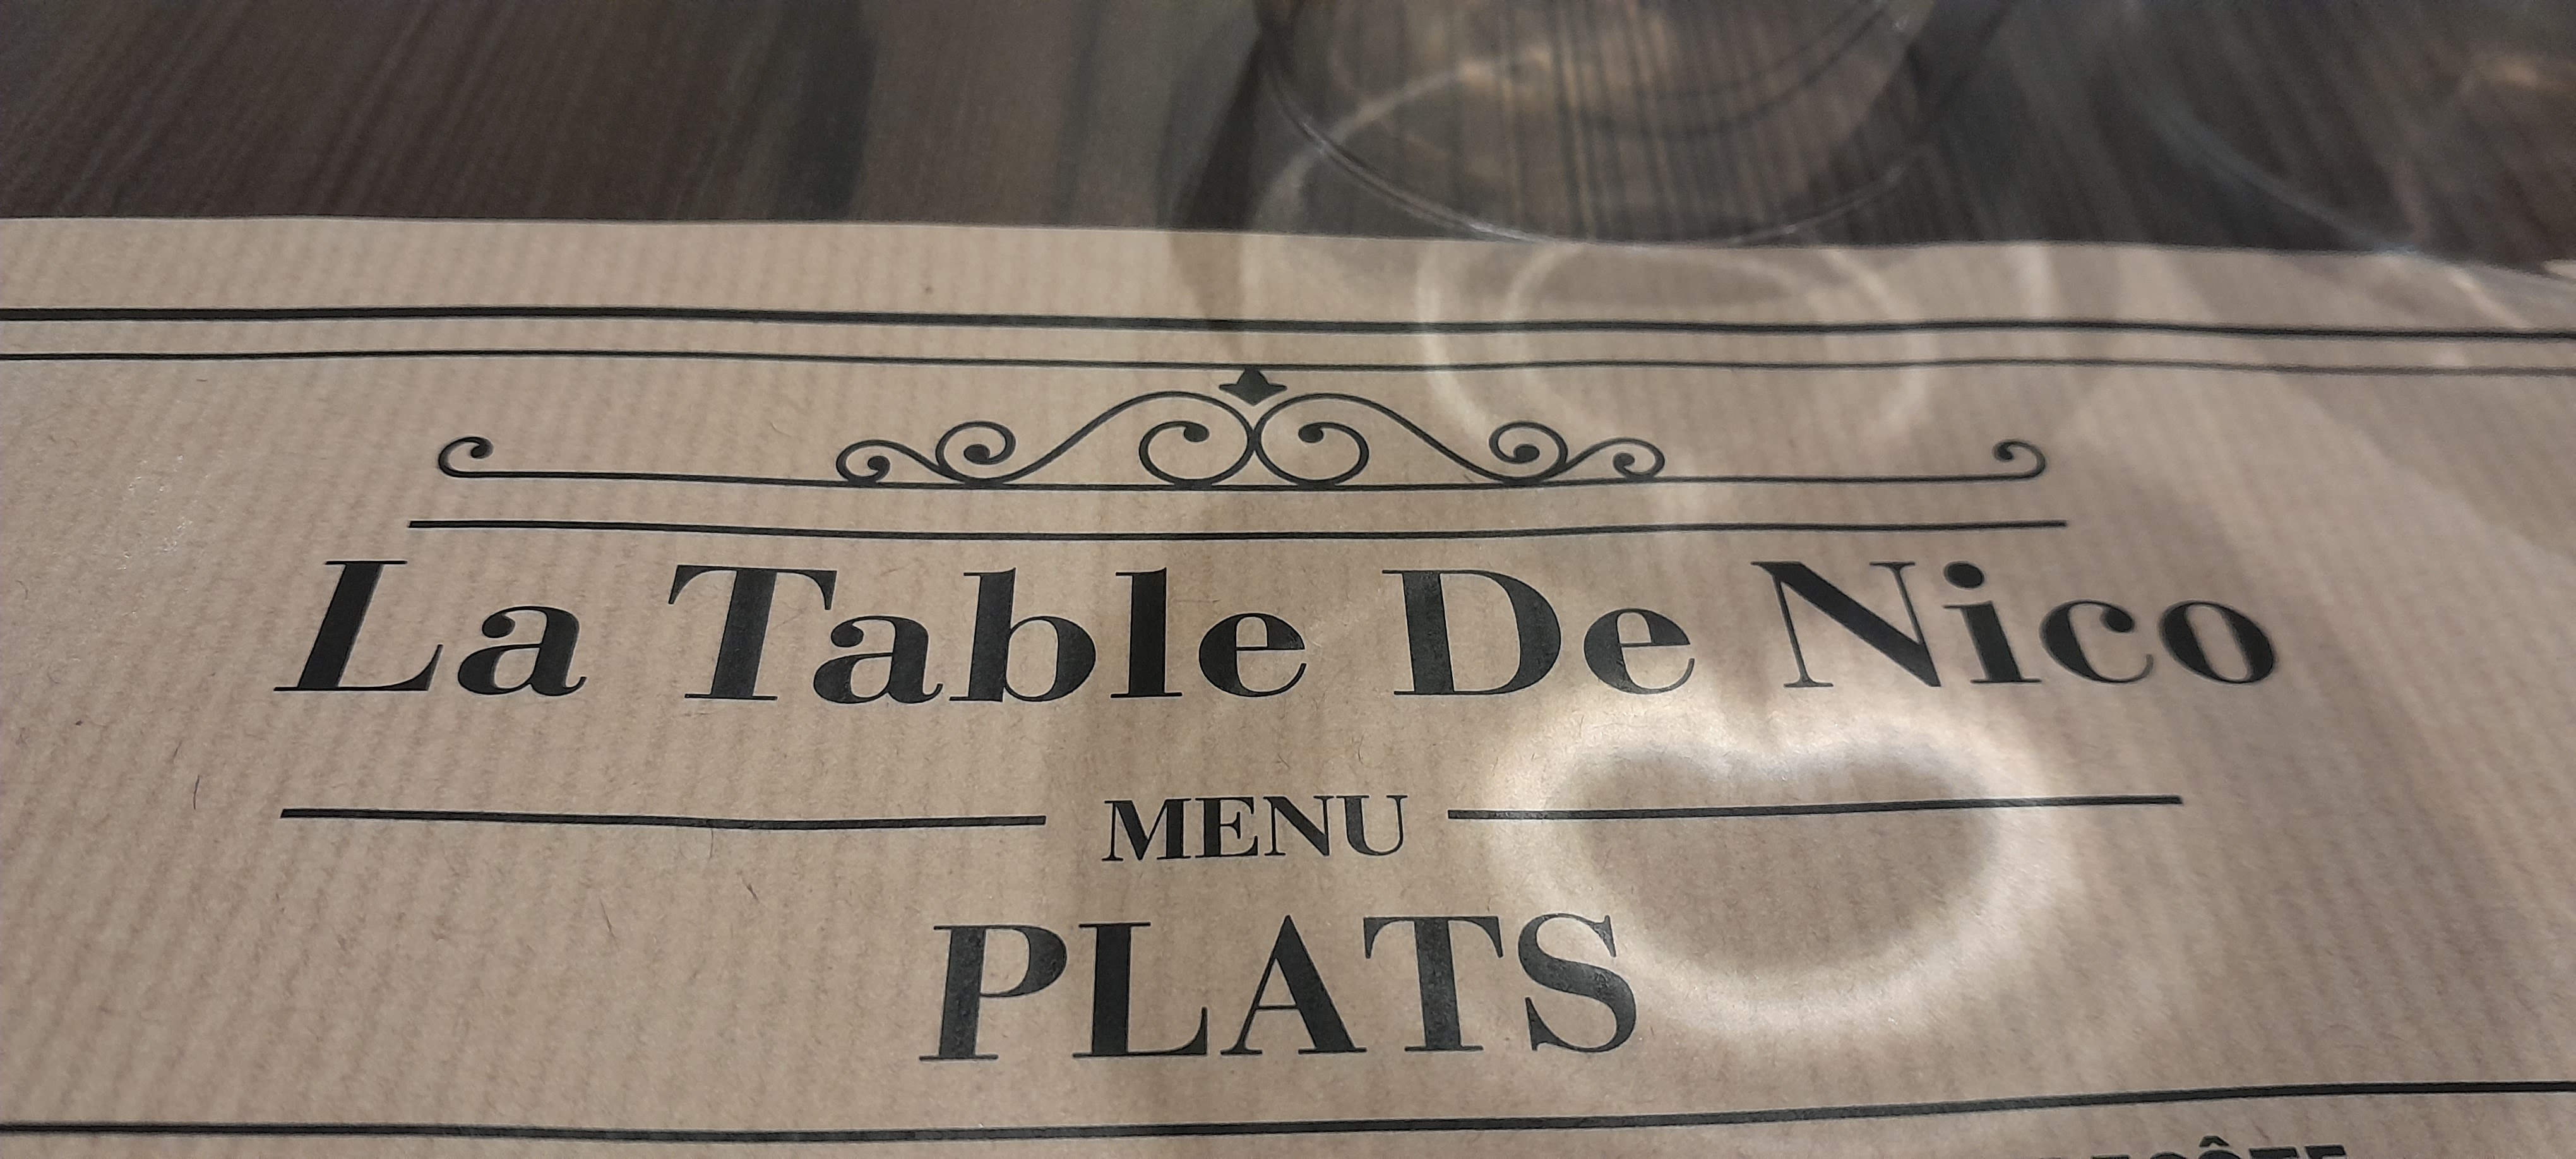 La Table De Nico
MENU
PLATS